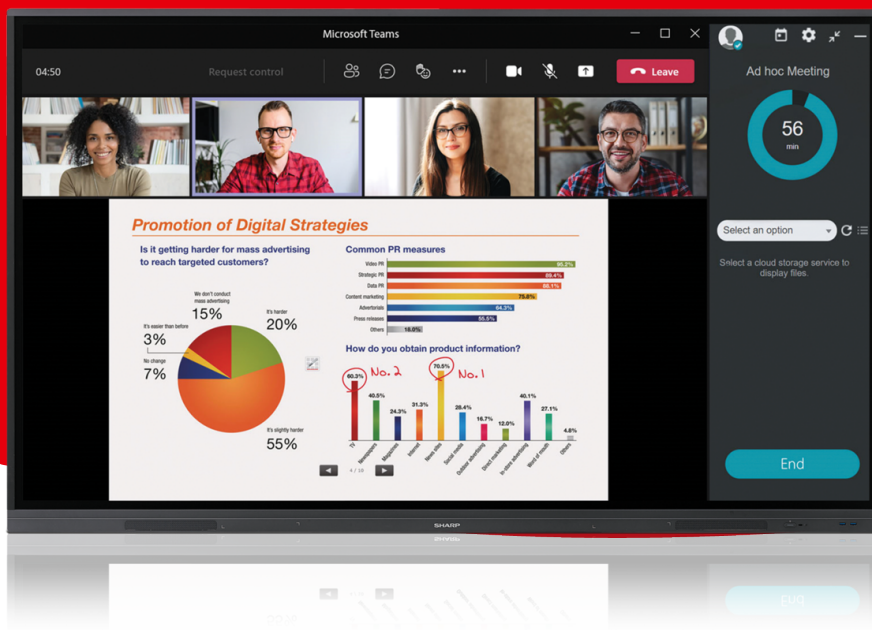 Microsoft Teams
04:50
Request control
Leave
Ad hoc Meeting
56
min
Select an option
Select a cloud storage service to
display files.
End
Promotion of Digital Strategies
Is it getting harder for mass advertising
to reach targeted customers?
We don't conduct
mass advertising
15%
It's harder
20%
It's easier than before
3%
No change
7%
It's slightly harder
55%
Common PR measures
Video PR 95.3%
Strategic PR 89.4%
Data PR 88.1%
Content marketing 75.8%
Advertorials 64.3%
Press releases 55.5%
Others 18.0%
How do you obtain product information?
60.3%
No. 2
40.5%
24.3%
31.3%
70.5%
No. 1
28.4%
16.7%
12.0%
40.1%
27.1%
4.8%
TV
Newspapers
Magazines
Internet
News sites
Social media
Outdoor advertising
Direct marketing
In-store advertising
Word of mouth
Others
4 / 16
SHARP